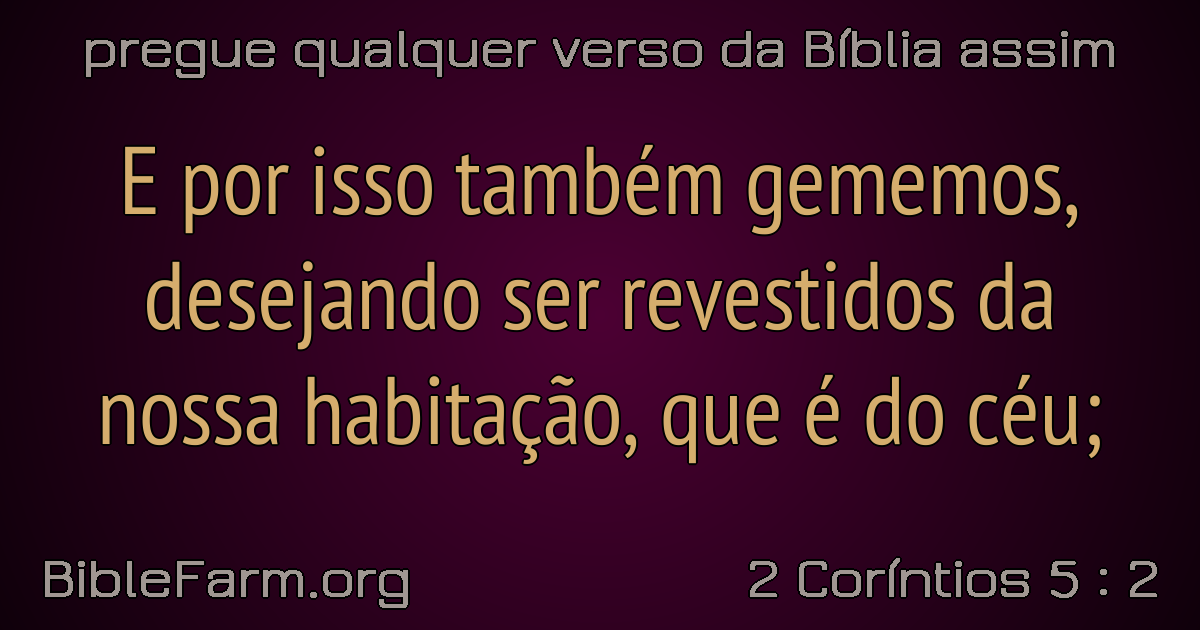 pregue qualquer verso da Bíblia assim
E por isso também gememos,
desejando ser revestidos da
nossa habitação, que é do céu;
BibleFarm.org
2 Coríntios 5 : 2